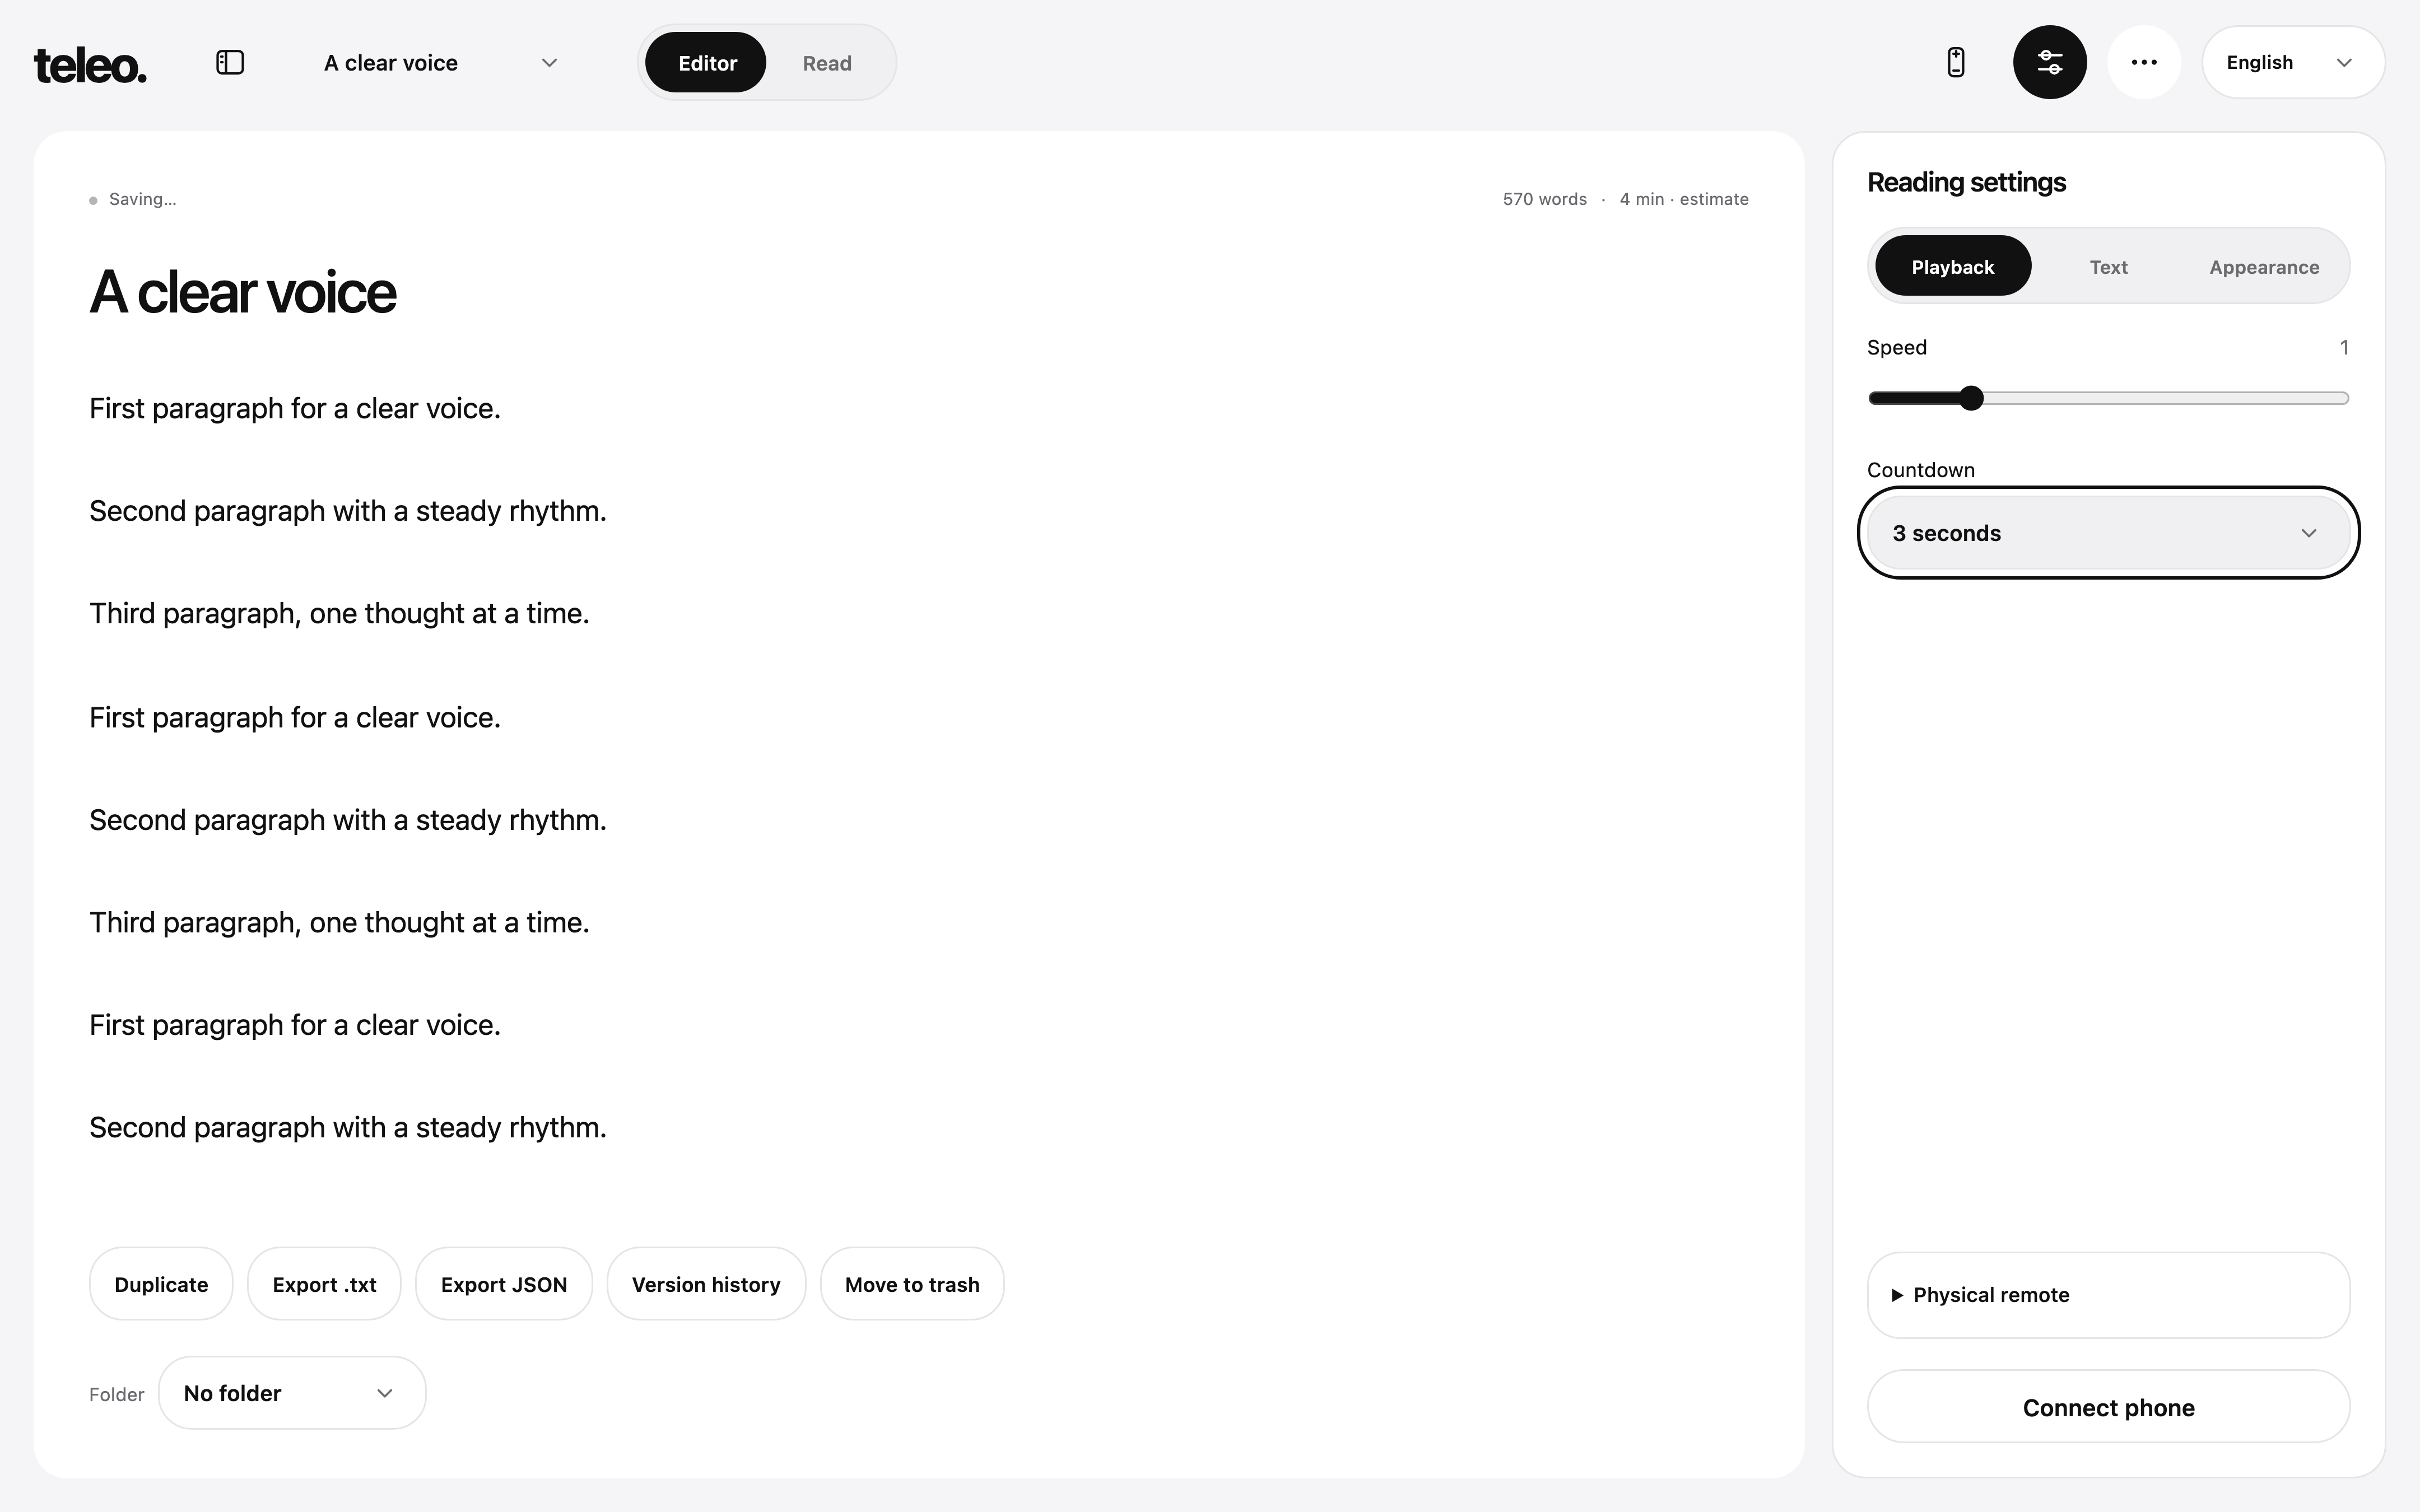 teleo.
A clear voice
Editor
Read
English
Saving...
570 words · 4 min · estimate
A clear voice
First paragraph for a clear voice.
Second paragraph with a steady rhythm.
Third paragraph, one thought at a time.
First paragraph for a clear voice.
Second paragraph with a steady rhythm.
Third paragraph, one thought at a time.
First paragraph for a clear voice.
Second paragraph with a steady rhythm.
Duplicate
Export .txt
Export JSON
Version history
Move to trash
Folder
No folder
Reading settings
Playback
Text
Appearance
Speed
1
Countdown
3 seconds
Physical remote
Connect phone